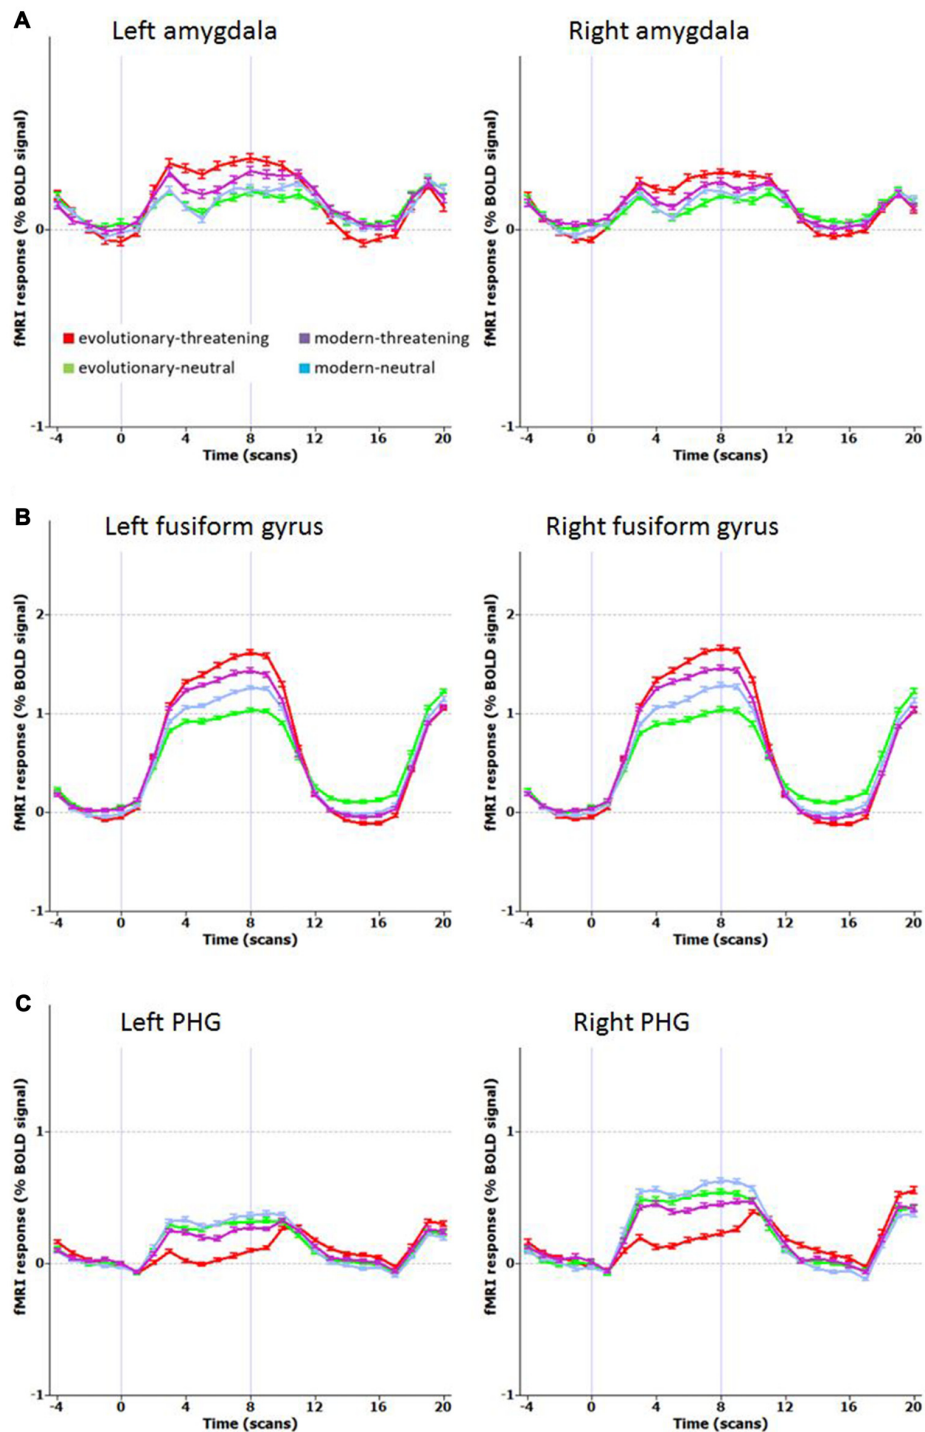 A
Left amygdala
Right amygdala
fMRI response (% BOLD signal)
0
-1
evolutionary-threatening
modern-threatening
evolutionary-neutral
modern-neutral
-4 0 4 8 12 16 20
Time (scans)
fMRI response (% BOLD signal)
0
-1
-4 0 4 8 12 16 20
Time (scans)
B
Left fusiform gyrus
Right fusiform gyrus
fMRI response (% BOLD signal)
2
1
0
-1
-4 0 4 8 12 16 20
Time (scans)
fMRI response (% BOLD signal)
2
1
0
-1
-4 0 4 8 12 16 20
Time (scans)
C
Left PHG
Right PHG
fMRI response (% BOLD signal)
1
0
-1
-4 0 4 8 12 16 20
Time (scans)
fMRI response (% BOLD signal)
1
0
-1
-4 0 4 8 12 16 20
Time (scans)